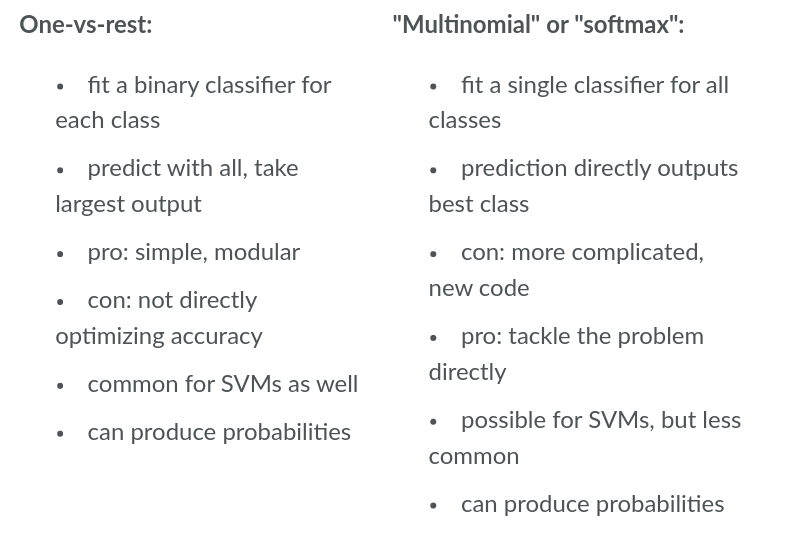 One-vs-rest:
• fit a binary classifier for
each class
• predict with all, take
largest output
• pro: simple, modular
• con: not directly
optimizing accuracy
• common for SVMs as well
• can produce probabilities
"Multinomial" or "softmax":
• fit a single classifier for all
classes
• prediction directly outputs
best class
• con: more complicated,
new code
• pro: tackle the problem
directly
• possible for SVMs, but less
common
• can produce probabilities